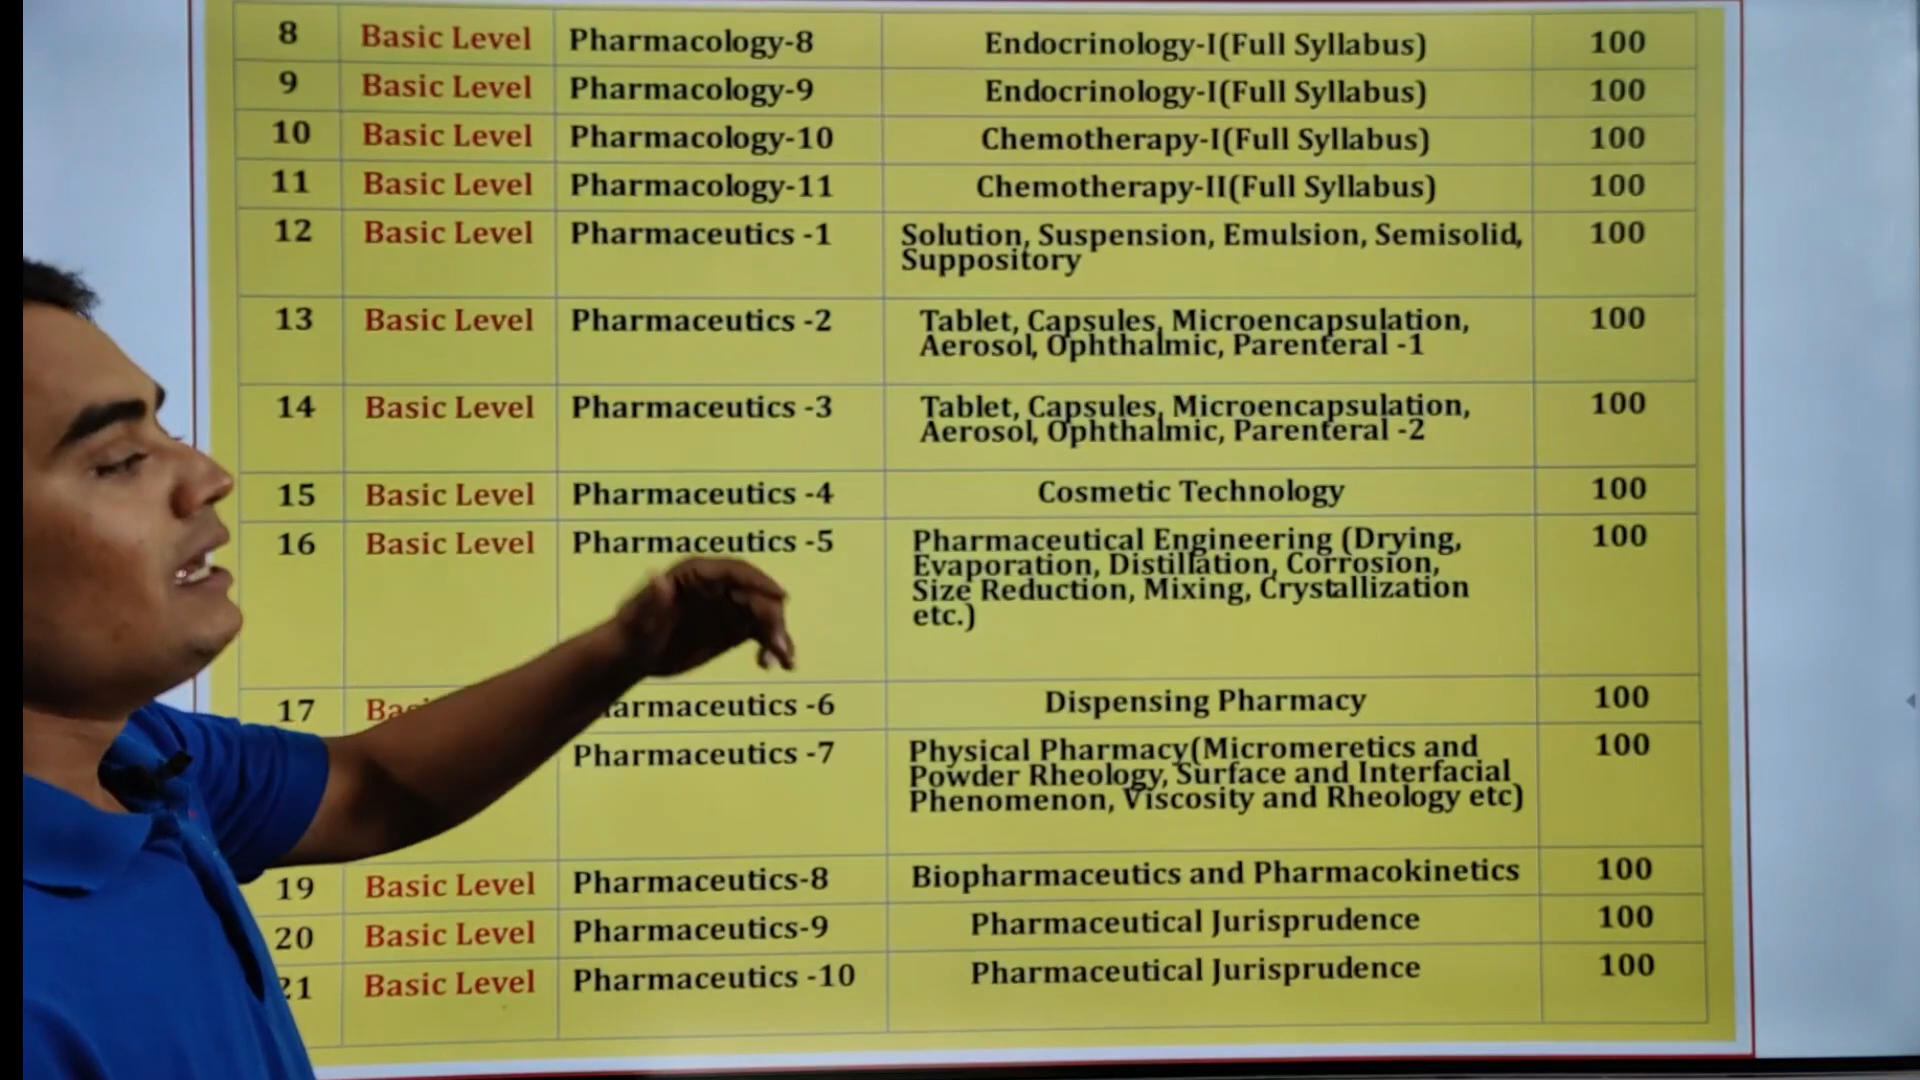 8 Basic Level Pharmacology-8 Endocrinology-I(Full Syllabus) 100
9 Basic Level Pharmacology-9 Endocrinology-I(Full Syllabus) 100
10 Basic Level Pharmacology-10 Chemotherapy-I(Full Syllabus) 100
11 Basic Level Pharmacology-11 Chemotherapy-II(Full Syllabus) 100
12 Basic Level Pharmaceutics -1 Solution, Suspension, Emulsion, Semisolid, 100
Suppository
13 Basic Level Pharmaceutics -2 Tablet, Capsules, Microencapsulation, 100
Aerosol, Ophthalmic, Parenteral -1
14 Basic Level Pharmaceutics -3 Tablet, Capsules, Microencapsulation, 100
Aerosol, Ophthalmic, Parenteral -2
15 Basic Level Pharmaceutics -4 Cosmetic Technology 100
16 Basic Level Pharmaceutics -5 Pharmaceutical Engineering (Drying, 100
Evaporation, Distillation, Corrosion,
Size Reduction, Mixing, Crystallization
etc.)
17 armaceutics -6 Dispensing Pharmacy 100
Pharmaceutics -7 Physical Pharmacy(Micromeretics and 100
Powder Rheology, Surface and Interfacial
Phenomenon, Viscosity and Rheology etc)
19 Basic Level Pharmaceutics-8 Biopharmaceutics and Pharmacokinetics 100
20 Basic Level Pharmaceutics-9 Pharmaceutical Jurisprudence 100
21 Basic Level Pharmaceutics -10 Pharmaceutical Jurisprudence 100